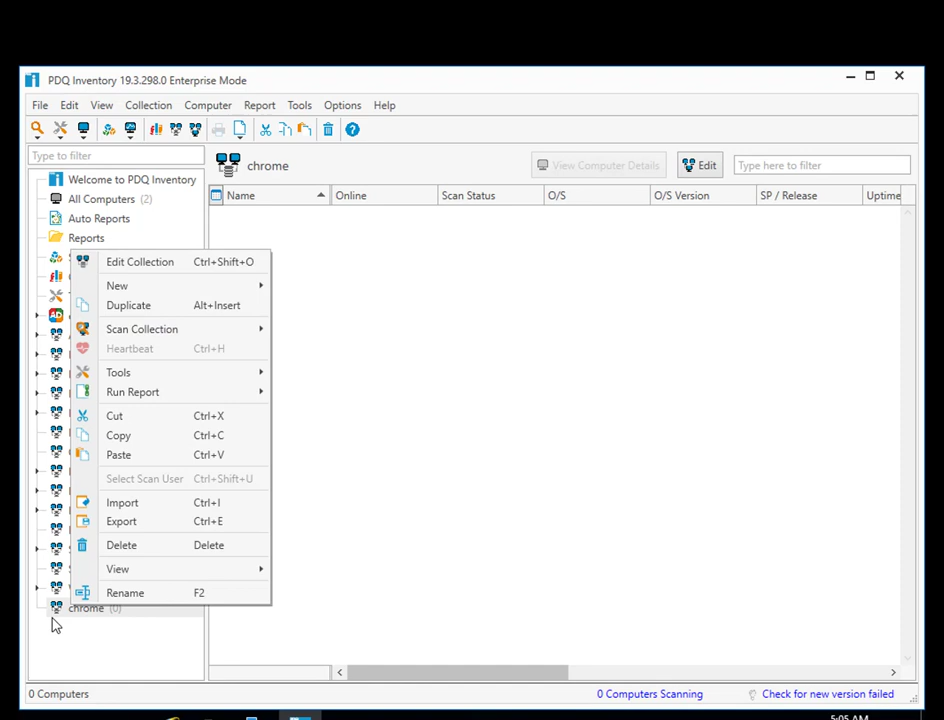 PDQ Inventory 19.3.298.0 Enterprise Mode
File Edit View Collection Computer Report Tools Options Help
Type to filter
chrome
View Computer Details
Edit
Type here to filter
Name Online Scan Status O/S O/S Version SP / Release Uptime
Welcome to PDQ Inventory
All Computers (2)
Auto Reports
Reports
Edit Collection Ctrl+Shift+O
New
Duplicate Alt+Insert
Scan Collection
Heartbeat Ctrl+H
Tools
Run Report
Cut Ctrl+X
Copy Ctrl+C
Paste Ctrl+V
Select Scan User Ctrl+Shift+U
Import Ctrl+I
Export Ctrl+E
Delete Delete
View
Rename F2
chrome (0)
0 Computers
0 Computers Scanning
Check for new version failed
5:05 AM